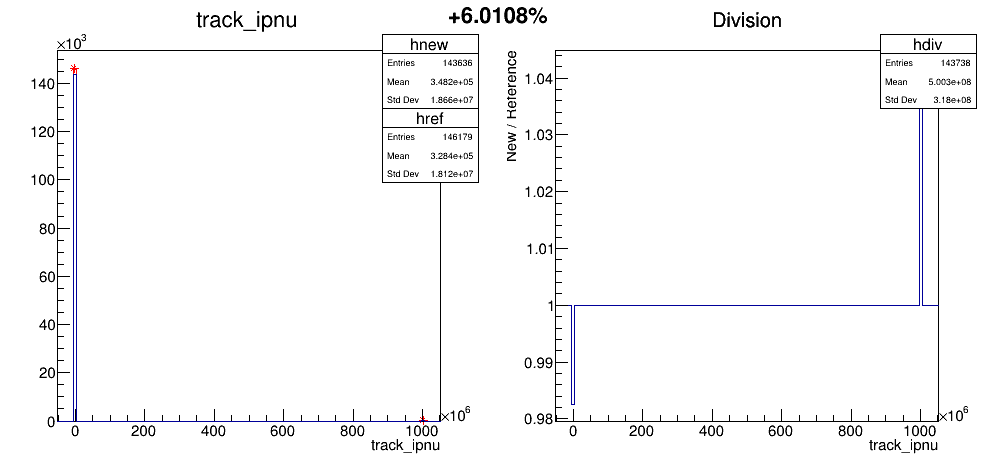 track_ipnu
+6.0108%
Division
×10³
hnew
Entries 143636
Mean 3.482e+05
Std Dev 1.866e+07
href
Entries 146179
Mean 3.284e+05
Std Dev 1.812e+07
140
120
100
80
60
40
20
0
0 200 400 600 800 1000
×10⁶
track_ipnu
hdiv
Entries 143738
Mean 5.003e+08
Std Dev 3.18e+08
New / Reference
1.04
1.03
1.02
1.01
1
0.99
0.98
0 200 400 600 800 1000
×10⁶
track_ipnu